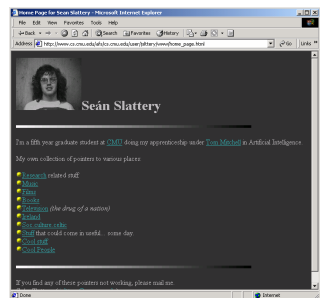 Home Page for Sean Slattery - Microsoft Internet Explorer
File Edit View Favorites Tools Help
Back Search Favorites History
Address http://www.cs.cmu.edu/afs/cs.cmu.edu/user/jslttery/www/home_page.html Go Links
Seán Slattery
I'm a fifth year graduate student at CMU doing my apprenticeship under Tom Mitchell in Artificial Intelligence
My own collection of pointers to various places
Research related stuff
Music
Films
Books
Television (the drug of a nation)
Ireland
Stuff that could come in useful... some day.
Cool stuff
Cool People
If you find any of these pointers not working, please mail me.
Done Internet